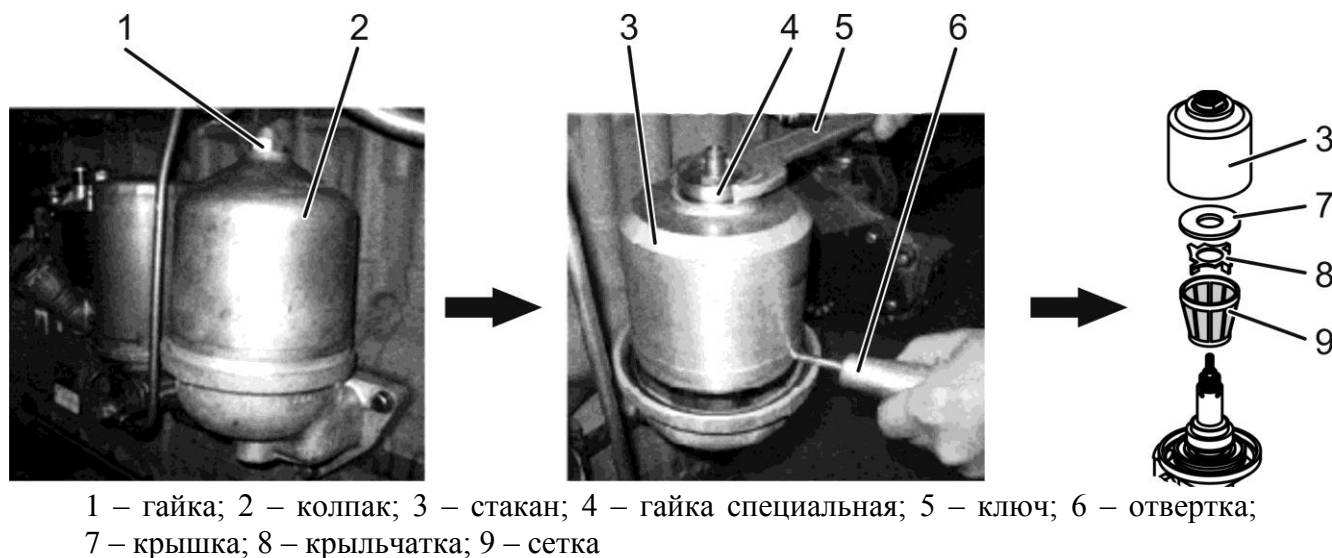 1 2 3 4 5 6
3
7
8
9
1 – гайка; 2 – колпак; 3 – стакан; 4 – гайка специальная; 5 – ключ; 6 – отвертка;
7 – крышка; 8 – крыльчатка; 9 – сетка